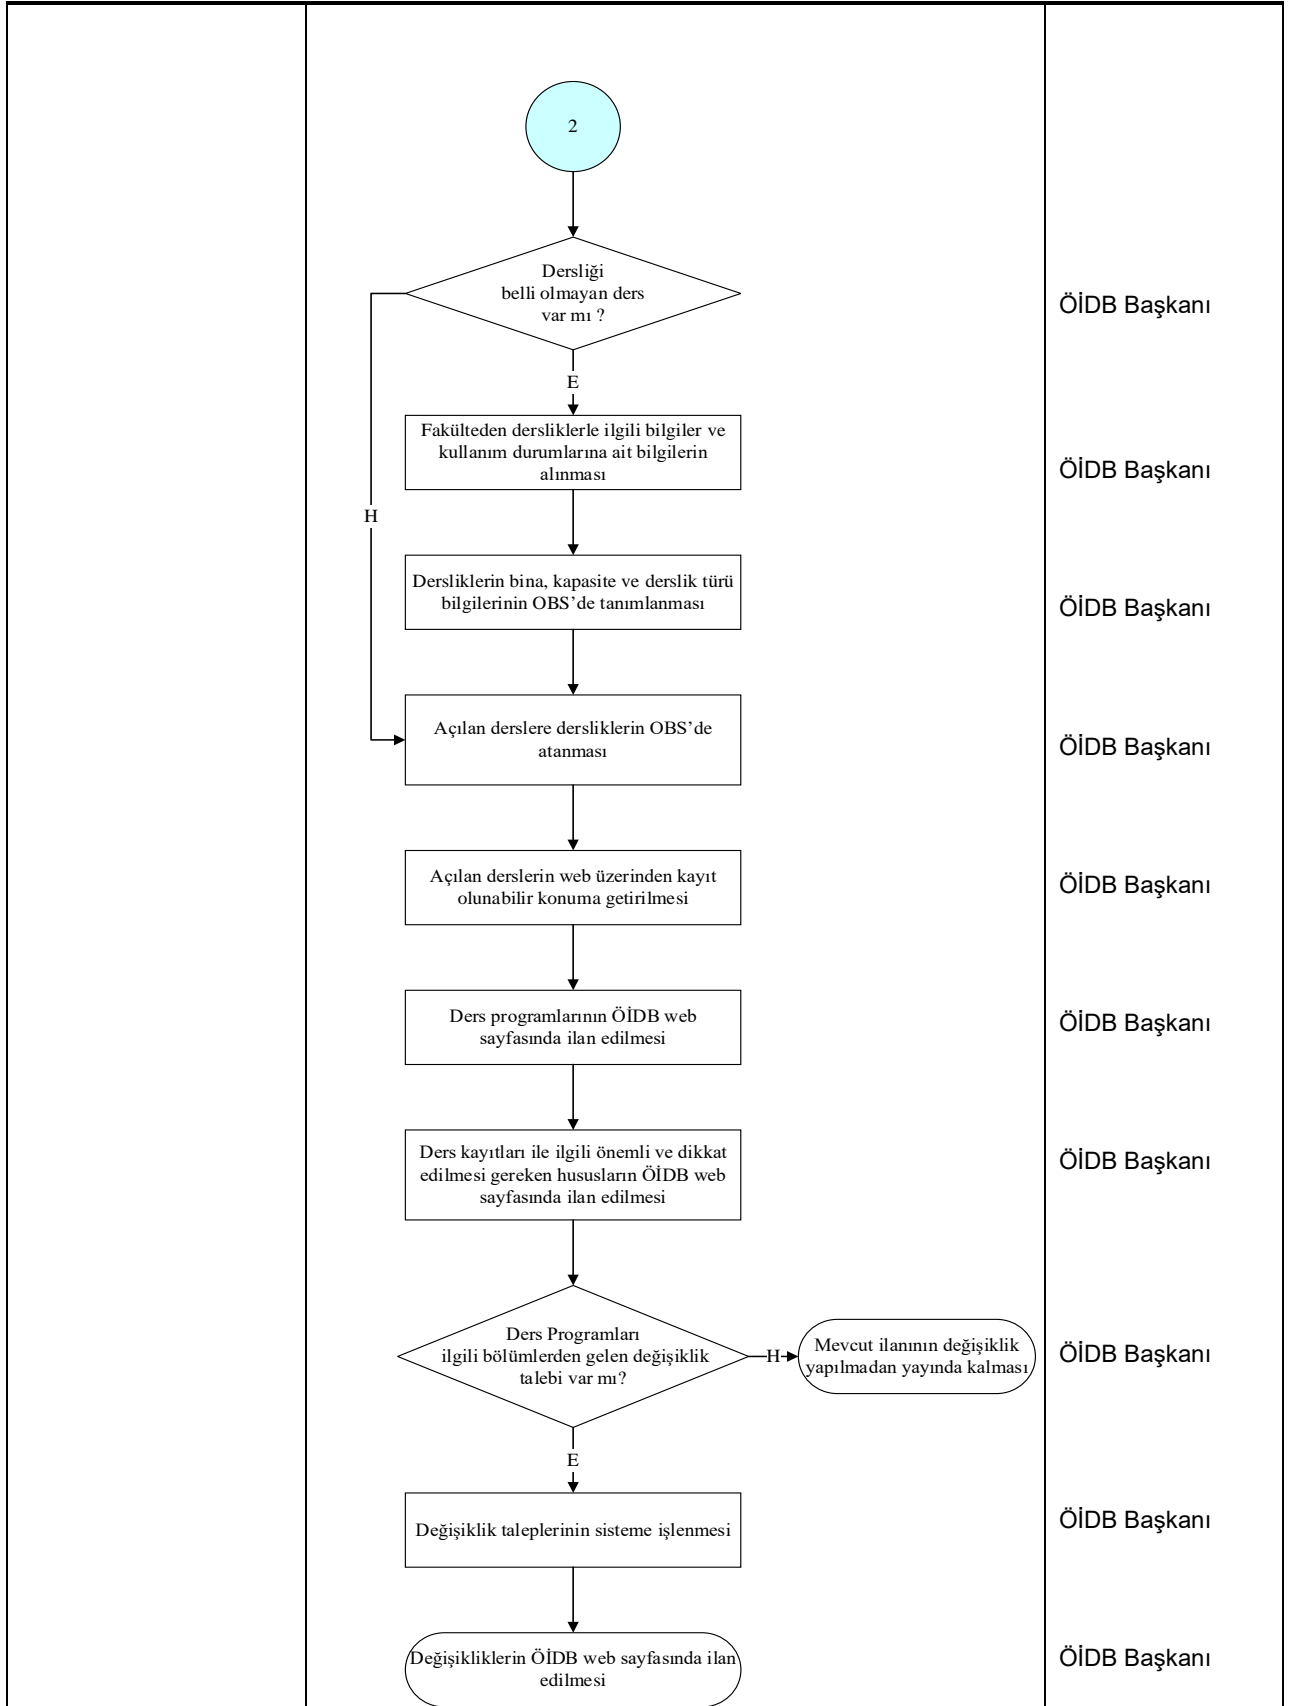 2
Dersliği
belli olmayan ders
var mı ?
ÖİDB Başkanı
E
Fakülteden dersliklerle ilgili bilgiler ve
kullanım durumlarına ait bilgilerin
alınması
ÖİDB Başkanı
H
Dersliklerin bina, kapasite ve derslik türü
bilgilerinin OBS’de tanımlanması
ÖİDB Başkanı
Açılan derslere dersliklerin OBS’de
atanması
ÖİDB Başkanı
Açılan derslerin web üzerinden kayıt
olunabilir konuma getirilmesi
ÖİDB Başkanı
Ders programlarının ÖİDB web
sayfasında ilan edilmesi
ÖİDB Başkanı
Ders kayıtları ile ilgili önemli ve dikkat
edilmesi gereken hususların ÖİDB web
sayfasında ilan edilmesi
ÖİDB Başkanı
Ders Programları
ilgili bölümlerden gelen değişiklik
talebi var mı?
H
Mevcut ilanının değişiklik
yapılmadan yayında kalması
ÖİDB Başkanı
E
Değişiklik taleplerinin sisteme işlenmesi
ÖİDB Başkanı
Değişikliklerin ÖİDB web sayfasında ilan
edilmesi
ÖİDB Başkanı